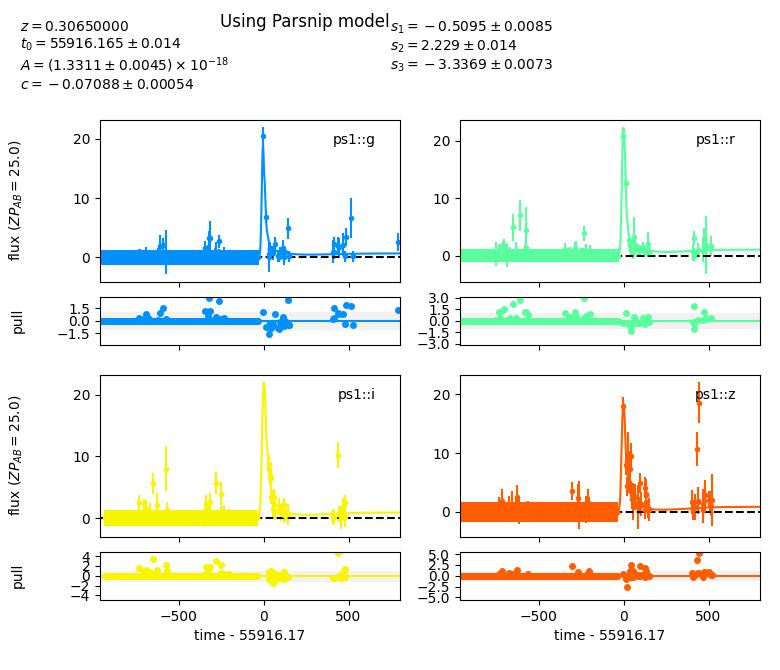 Using Parsnip model
z = 0.30650000
t₀ = 55916.165 ± 0.014
A = (1.3311 ± 0.0045) × 10⁻¹⁸
c = −0.07088 ± 0.00054
s₁ = −0.5095 ± 0.0085
s₂ = 2.229 ± 0.014
s₃ = −3.3369 ± 0.0073
flux (ZP_AB = 25.0)
20
10
0
ps1::g
20
10
0
ps1::r
pull
1.5
0.0
−1.5
3.0
1.5
0.0
−1.5
−3.0
flux (ZP_AB = 25.0)
20
10
0
ps1::i
20
10
0
ps1::z
pull
4
2
0
−2
−4
5.0
2.5
0.0
−2.5
−5.0
−500 0 500
−500 0 500
time - 55916.17
time - 55916.17